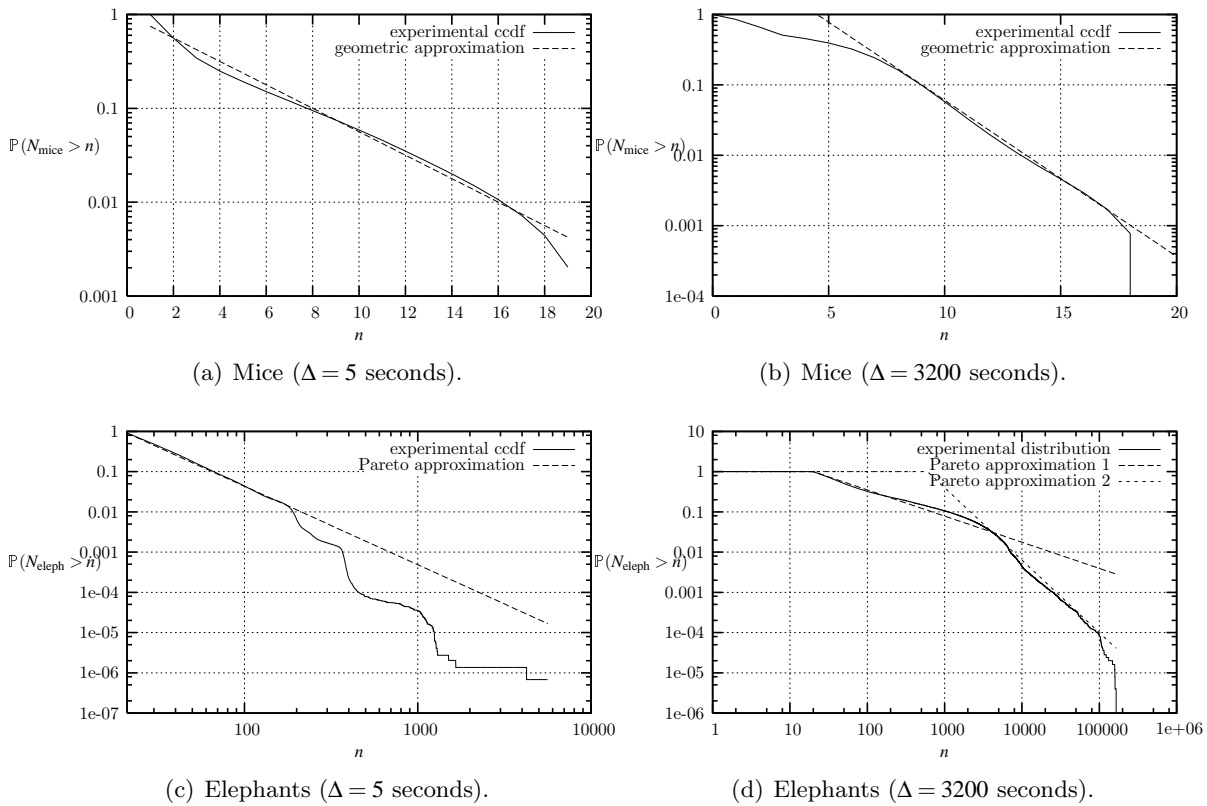 1
0.1
0.01
0.001
ℙ(N_mice > n)
experimental ccdf
geometric approximation
0 2 4 6 8 10 12 14 16 18 20
n
(a) Mice (Δ = 5 seconds).
1
0.1
0.01
0.001
1e-04
ℙ(N_mice > n)
experimental ccdf
geometric approximation
0 5 10 15 20
n
(b) Mice (Δ = 3200 seconds).
1
0.1
0.01
0.001
1e-04
1e-05
1e-06
1e-07
ℙ(N_eleph > n)
experimental ccdf
Pareto approximation
100 1000 10000
n
(c) Elephants (Δ = 5 seconds).
10
1
0.1
0.01
0.001
1e-04
1e-05
1e-06
ℙ(N_eleph > n)
experimental distribution
Pareto approximation 1
Pareto approximation 2
1 10 100 1000 10000 100000 1e+06
n
(d) Elephants (Δ = 3200 seconds).